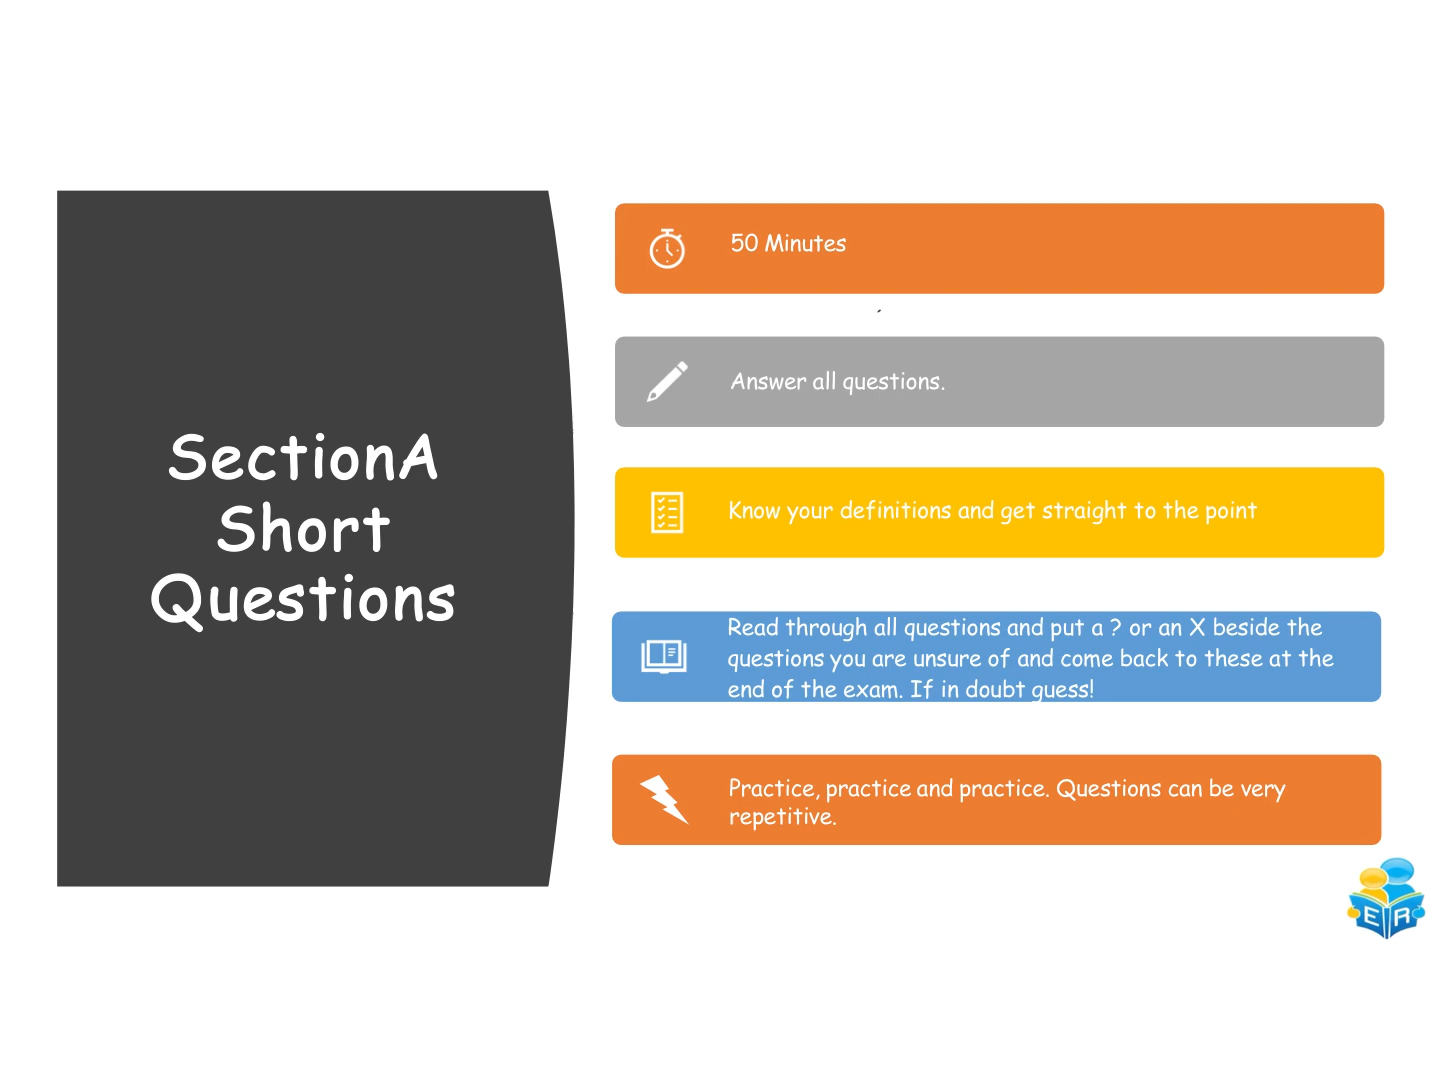 SectionA
Short
Questions
50 Minutes
Answer all questions.
Know your definitions and get straight to the point
Read through all questions and put a ? or an X beside the
questions you are unsure of and come back to these at the
end of the exam. If in doubt guess!
Practice, practice and practice. Questions can be very
repetitive.
E R